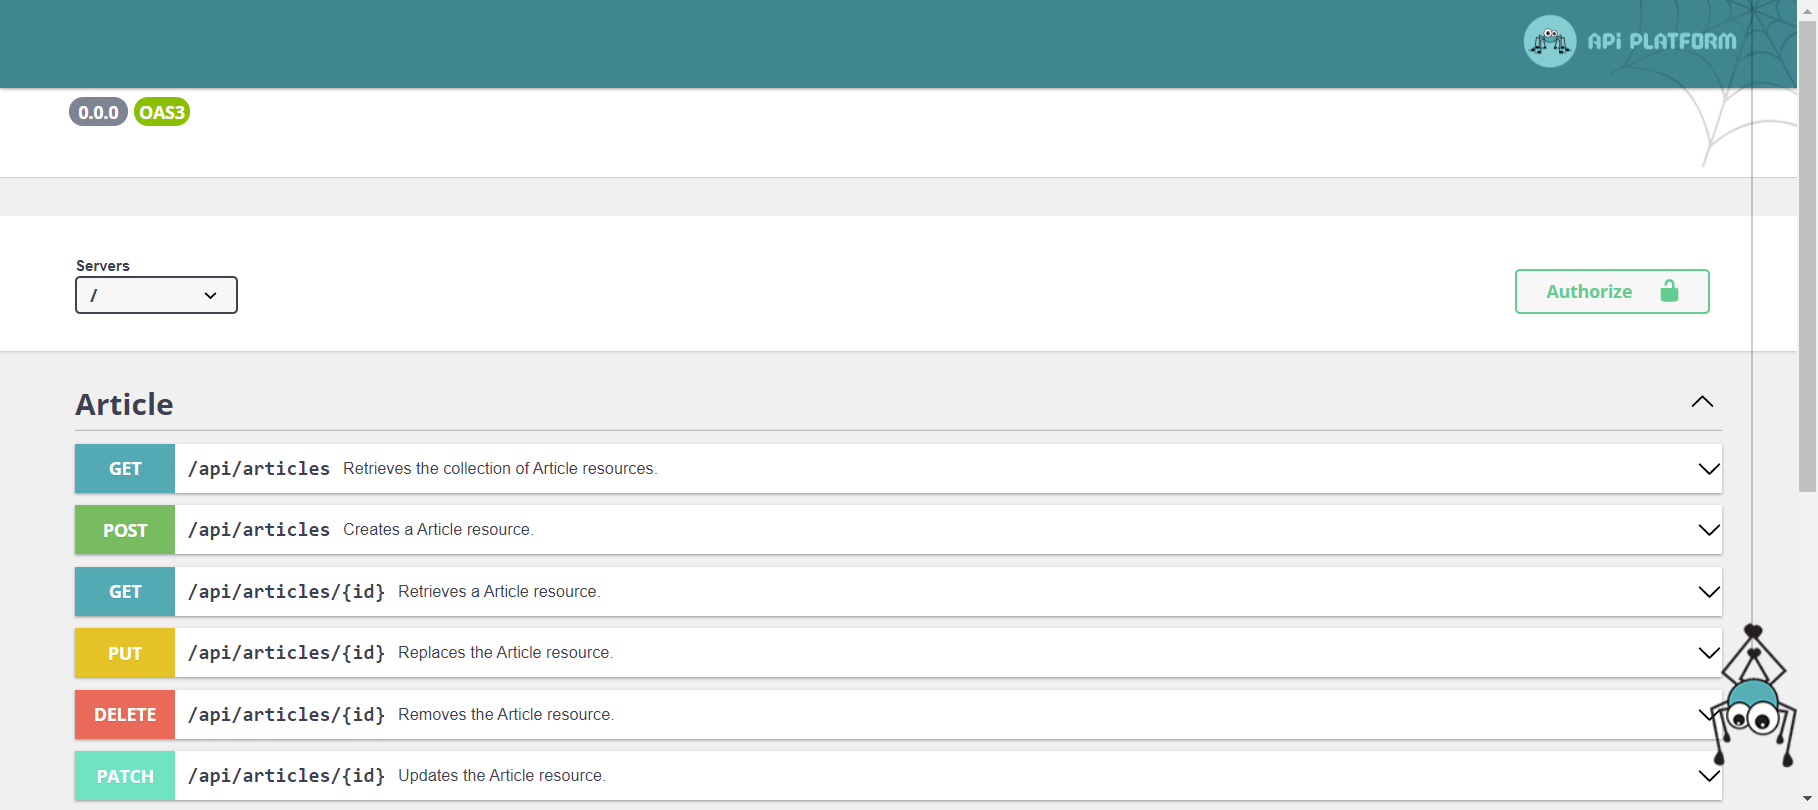 API PLATFORM
0.0.0 OAS3
Servers
/
Authorize
Article
GET /api/articles Retrieves the collection of Article resources.
POST /api/articles Creates a Article resource.
GET /api/articles/{id} Retrieves a Article resource.
PUT /api/articles/{id} Replaces the Article resource.
DELETE /api/articles/{id} Removes the Article resource.
PATCH /api/articles/{id} Updates the Article resource.